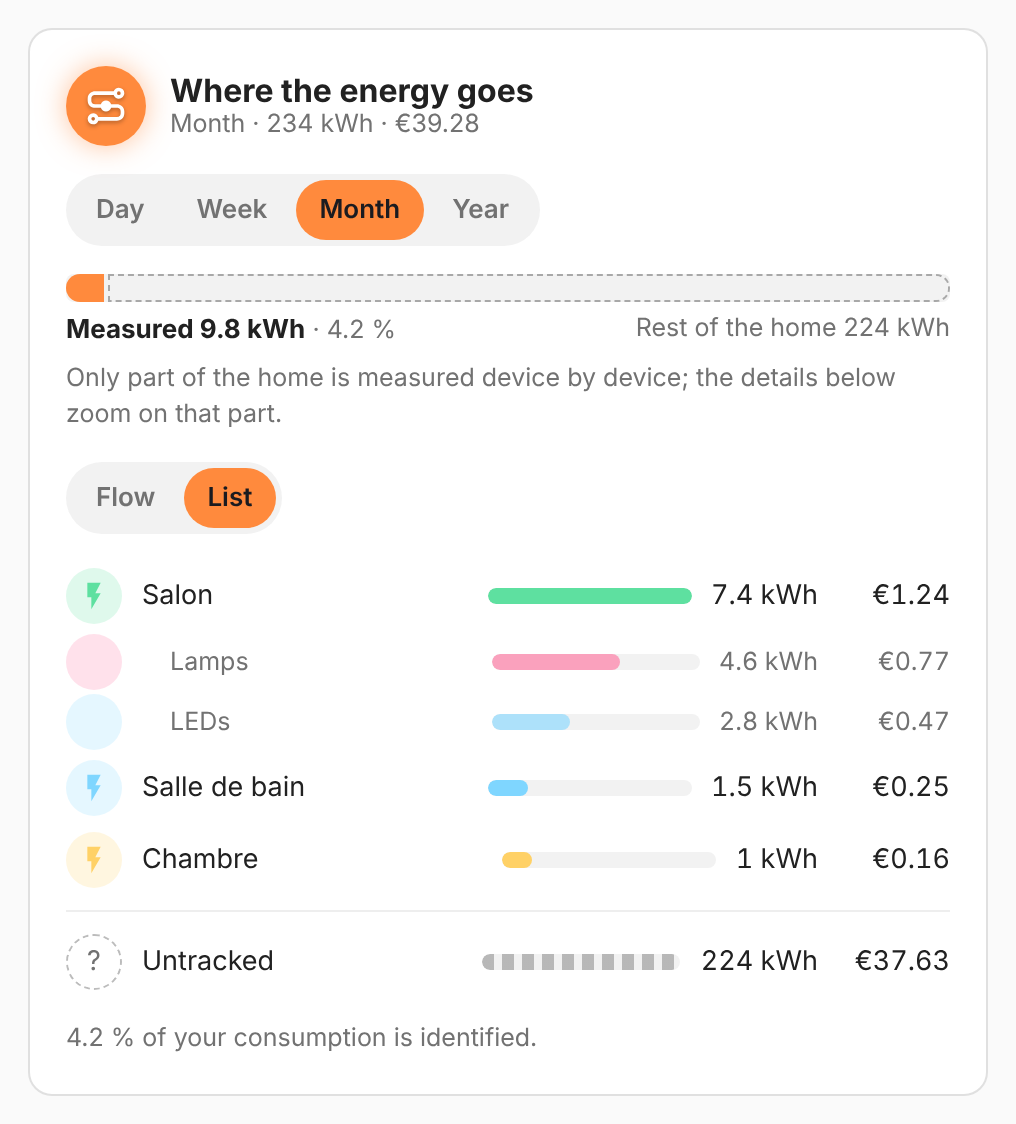 Where the energy goes
Month · 234 kWh · €39.28
Day Week Month Year
Measured 9.8 kWh · 4.2 % Rest of the home 224 kWh
Only part of the home is measured device by device; the details below
zoom on that part.
Flow List
Salon 7.4 kWh €1.24
Lamps 4.6 kWh €0.77
LEDs 2.8 kWh €0.47
Salle de bain 1.5 kWh €0.25
Chambre 1 kWh €0.16
? Untracked 224 kWh €37.63
4.2 % of your consumption is identified.